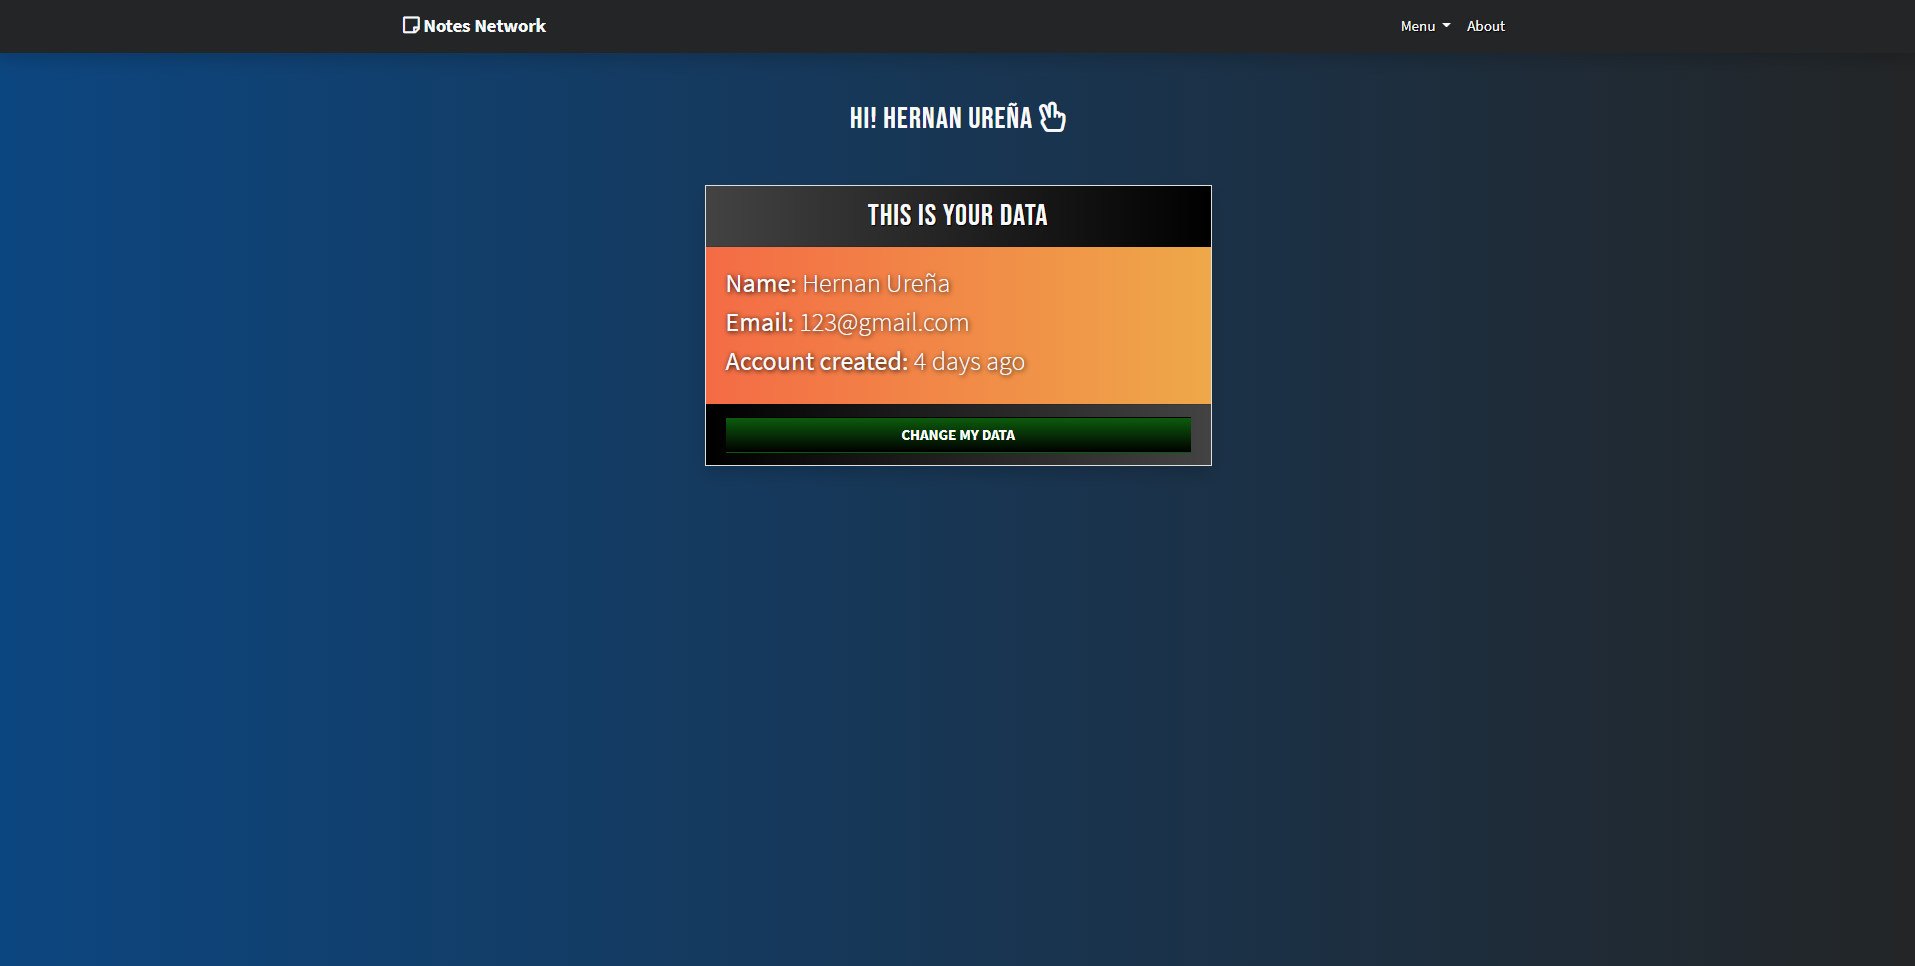 Notes Network
Menu
About
HI! HERNAN UREÑA
THIS IS YOUR DATA
Name: Hernan Ureña
Email: 123@gmail.com
Account created: 4 days ago
CHANGE MY DATA